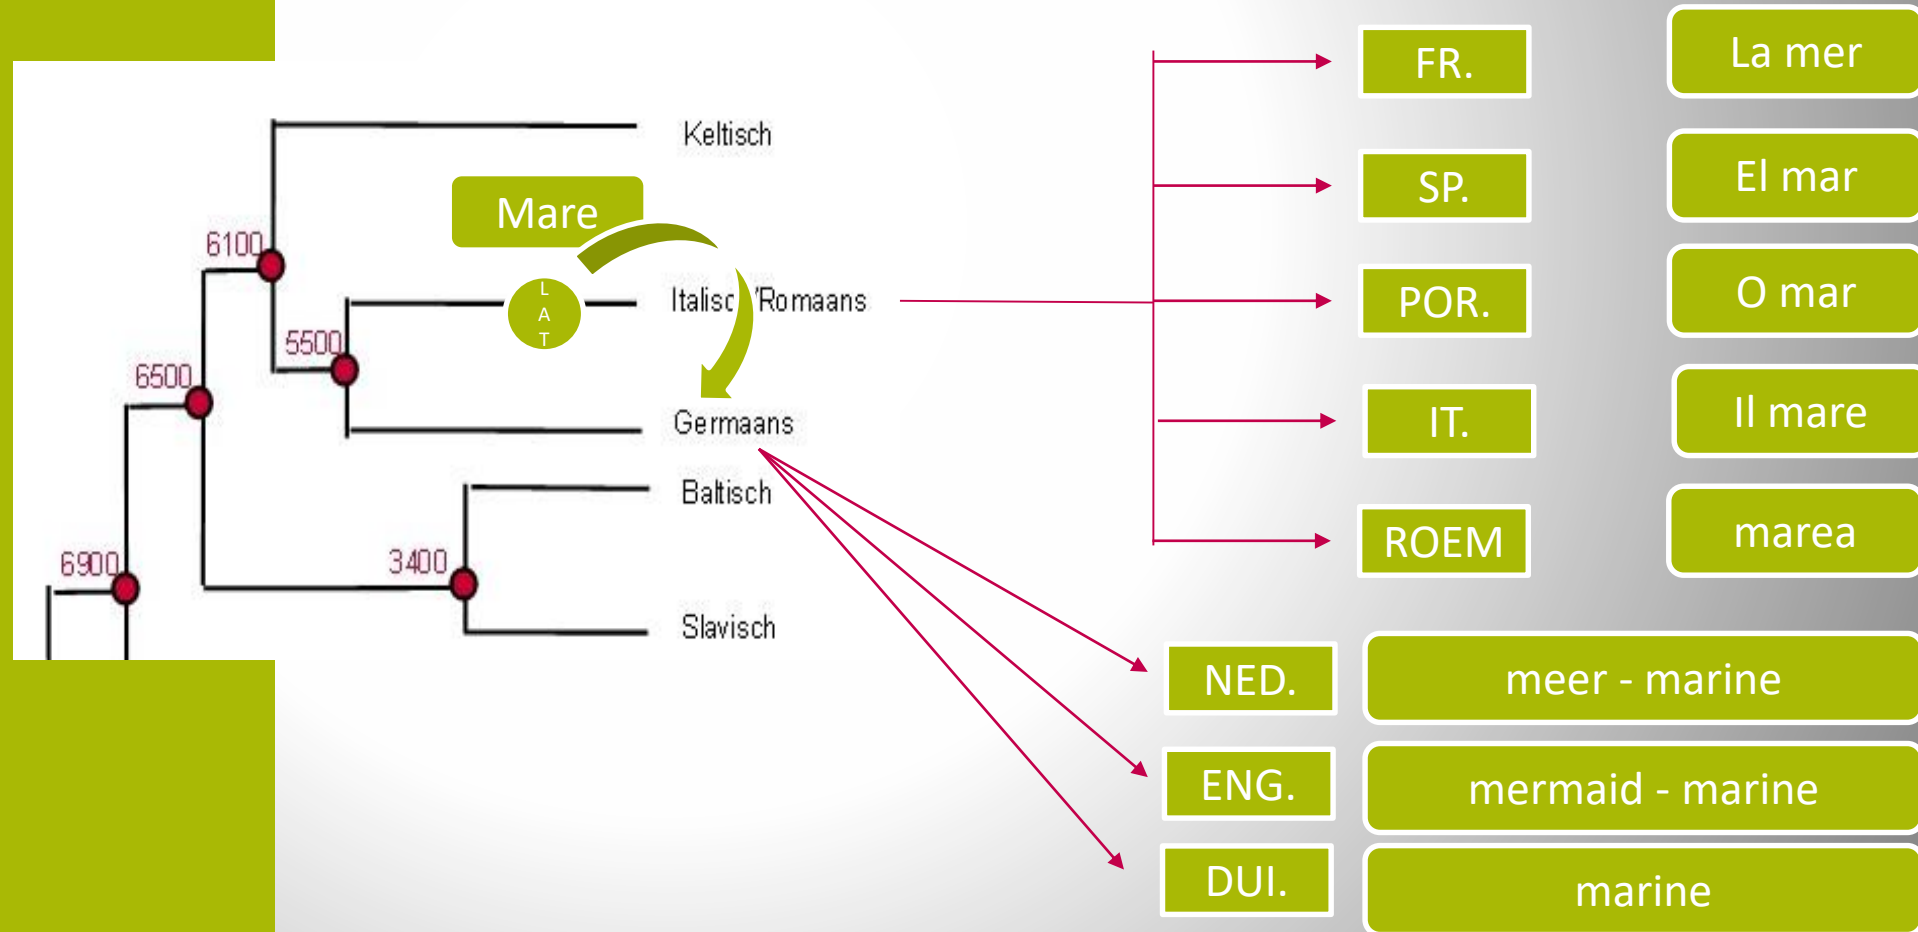 Keltisch
Mare
6100
L
A
T
Italisch/Romaans
5500
6500
Germaans
Baltisch
3400
6900
Slavisch
FR.
La mer
SP.
El mar
POR.
O mar
IT.
Il mare
ROEM
marea
NED.
meer - marine
ENG.
mermaid - marine
DUI.
marine